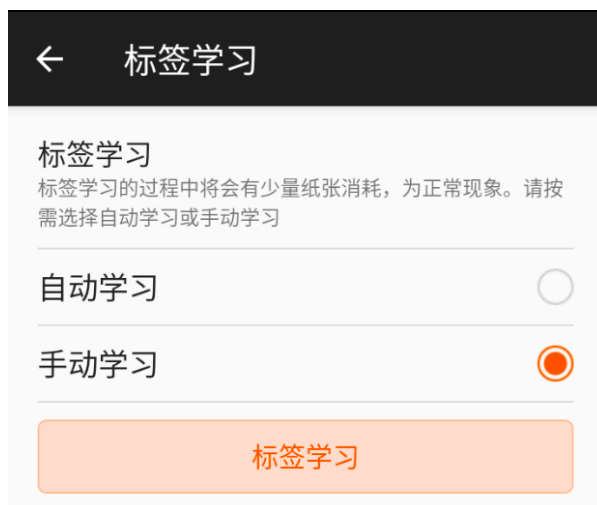 标签学习
标签学习
标签学习的过程中将会有少量纸张消耗，为正常现象。请按
需选择自动学习或手动学习
自动学习
手动学习
标签学习